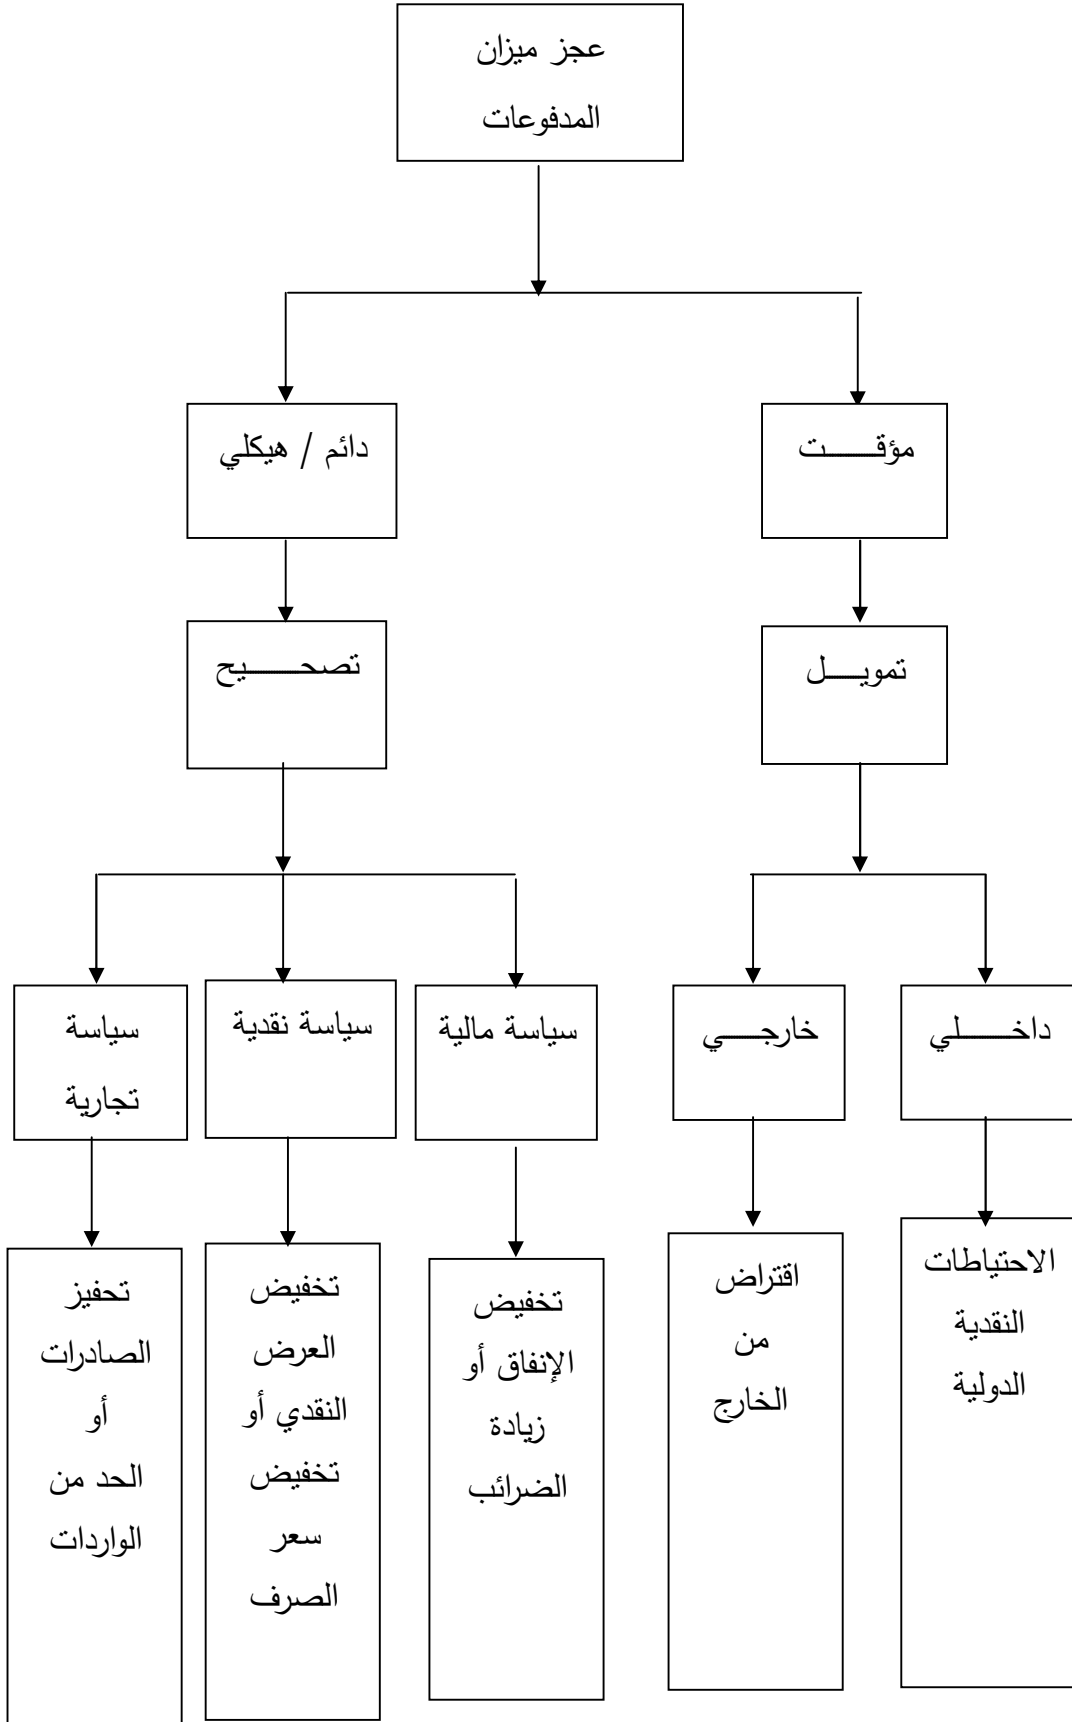 عجز ميزان
المدفوعات
مؤقـــــت
دائم / هيكلي
تمويـــــل
تصحـــــيح
داخـــــلي
خارجـــــي
سياسة مالية
سياسة نقدية
سياسة
تجارية
الاحتياطات
النقدية
الدولية
اقتراض
من
الخارج
تخفيض
الإنفاق أو
زيادة
الضرائب
تخفيض
العرض
النقدي أو
تخفيض
سعر
الصرف
تحفيز
الصادرات
أو
الحد من
الواردات